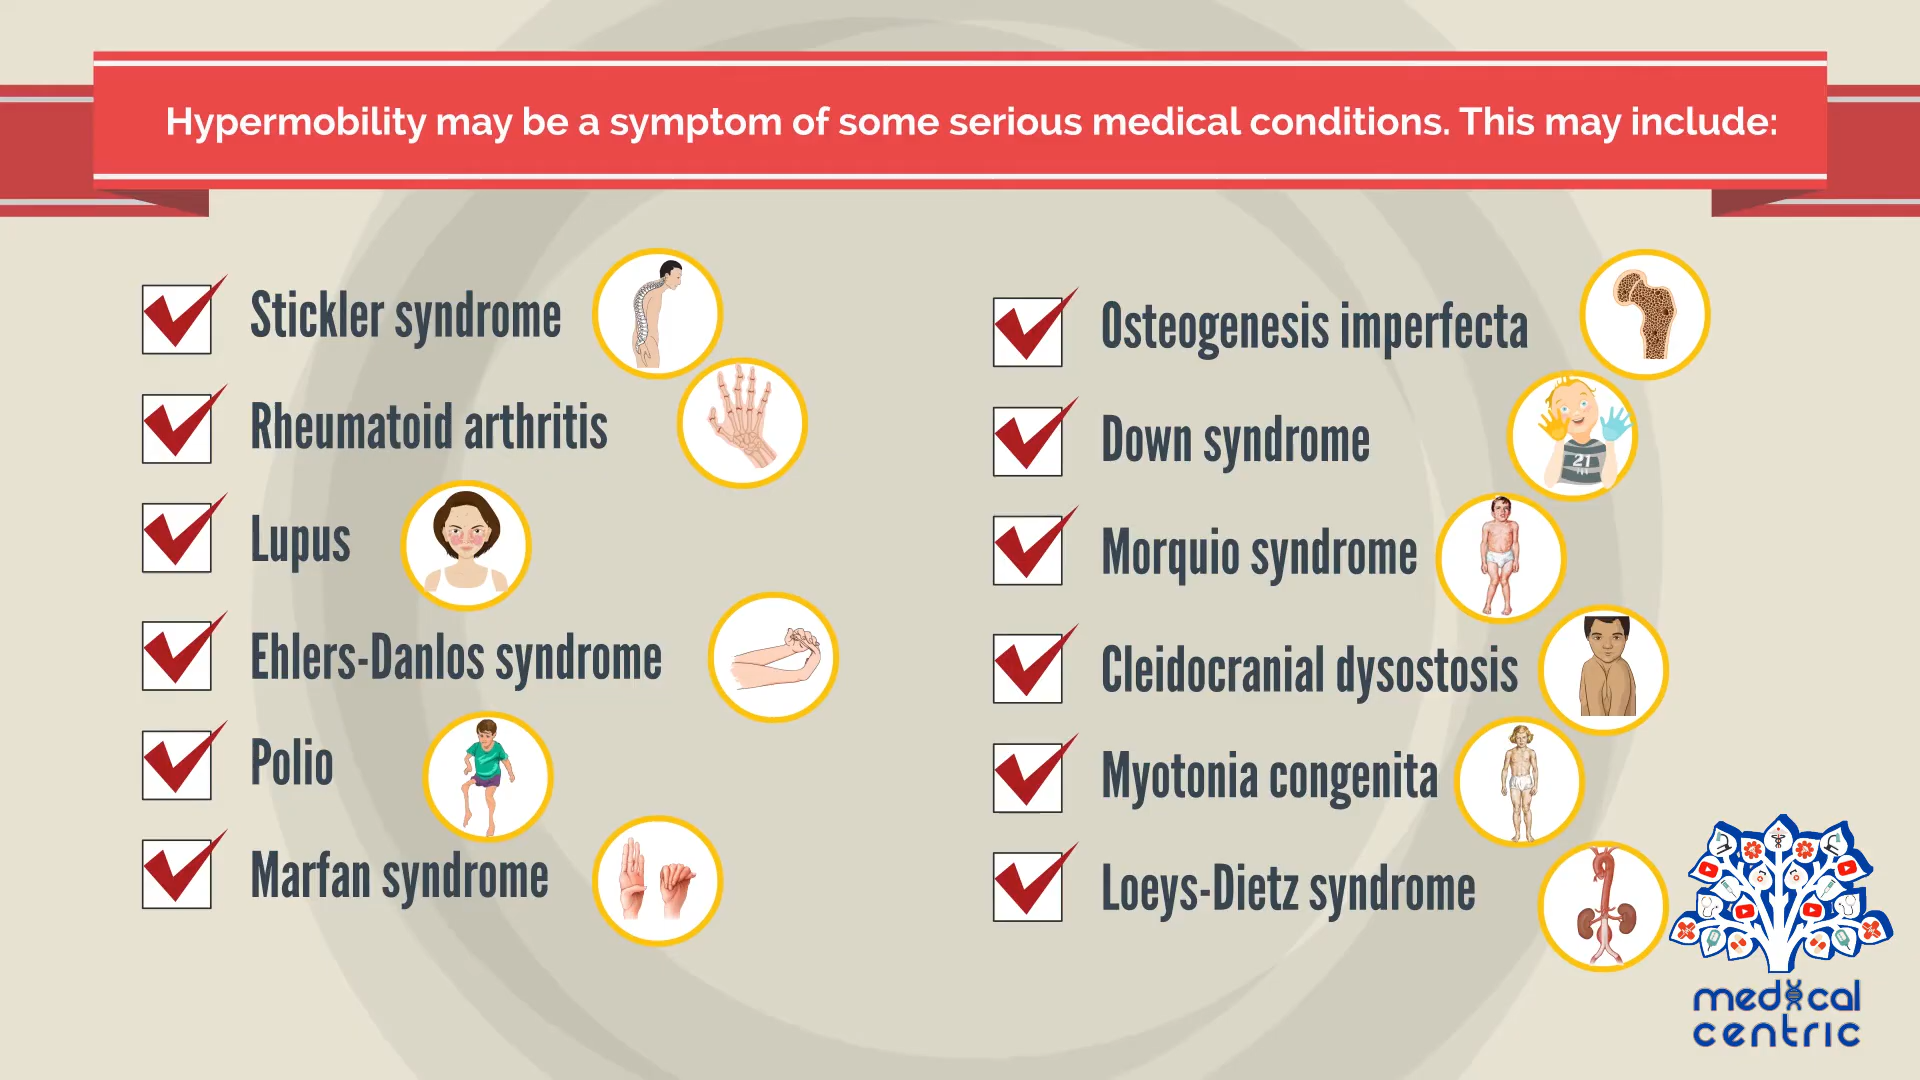 Hypermobility may be a symptom of some serious medical conditions. This may include:
Stickler syndrome
Rheumatoid arthritis
Lupus
Ehlers-Danlos syndrome
Polio
Marfan syndrome
Osteogenesis imperfecta
Down syndrome
21
Morquio syndrome
Cleidocranial dysostosis
Myotonia congenita
Loeys-Dietz syndrome
medical
centric